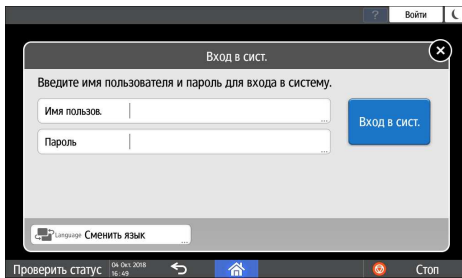 ? Войти
Вход в сист.
Введите имя пользователя и пароль для входа в систему.
Имя пользов.
Вход в сист.
Пароль
Language Сменить язык
Проверить статус 04 Окт. 2018 16:49 Стоп